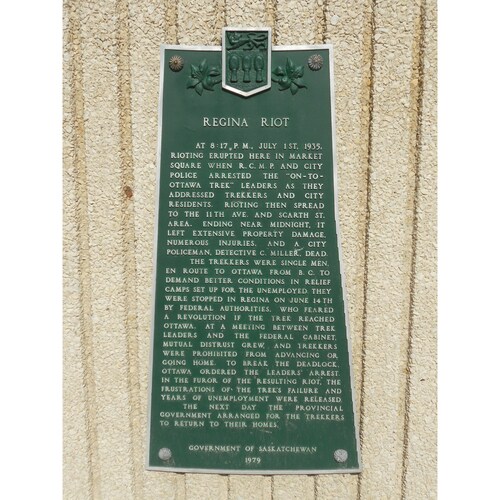 REGINA RIOT
AT 8:17 P.M., JULY 1ST, 1935,
RIOTING ERUPTED HERE IN MARKET
SQUARE WHEN R.C.M.P. AND CITY
POLICE ARRESTED THE "ON-TO-
OTTAWA TREK" LEADERS AS THEY
ADDRESSED TREKKERS AND CITY
RESIDENTS. RIOTING THEN SPREAD
TO THE 11TH AVE. AND SCARTH ST.
AREA. ENDING NEAR MIDNIGHT, IT
LEFT EXTENSIVE PROPERTY DAMAGE,
NUMEROUS INJURIES, AND A CITY
POLICEMAN, DETECTIVE C. MILLER, DEAD.
THE TREKKERS WERE SINGLE MEN,
EN ROUTE TO OTTAWA FROM B.C. TO
DEMAND BETTER CONDITIONS IN RELIEF
CAMPS SET UP FOR THE UNEMPLOYED. THEY
WERE STOPPED IN REGINA ON JUNE 14TH
BY FEDERAL AUTHORITIES, WHO FEARED
A REVOLUTION IF THE TREK REACHED
OTTAWA. AT A MEETING BETWEEN TREK
LEADERS AND THE FEDERAL CABINET,
MUTUAL DISTRUST GREW, AND TREKKERS
WERE PROHIBITED FROM ADVANCING OR
GOING HOME. TO BREAK THE DEADLOCK,
OTTAWA ORDERED THE LEADERS' ARREST.
IN THE FUROR OF THE RESULTING RIOT, THE
FRUSTRATIONS OF THE TREK'S FAILURE AND
YEARS OF UNEMPLOYMENT WERE RELEASED.
THE NEXT DAY THE PROVINCIAL
GOVERNMENT ARRANGED FOR THE TREKKERS
TO RETURN TO THEIR HOMES.
GOVERNMENT OF SASKATCHEWAN
1979